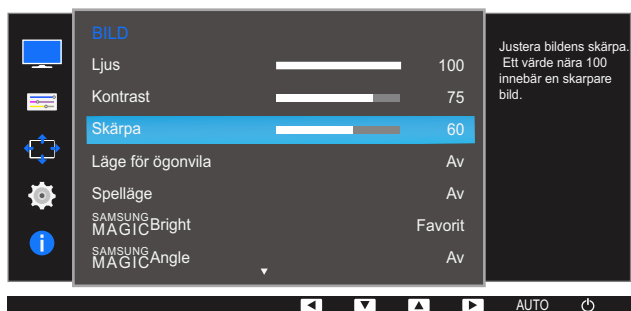 BILD
Ljus 100
Kontrast 75
Skärpa 60
Läge för ögonvila Av
Spelläge Av
SAMSUNG MAGIC Bright Favorit
SAMSUNG MAGIC Angle Av
Justera bildens skärpa.
Ett värde nära 100
innebär en skarpare
bild.
AUTO